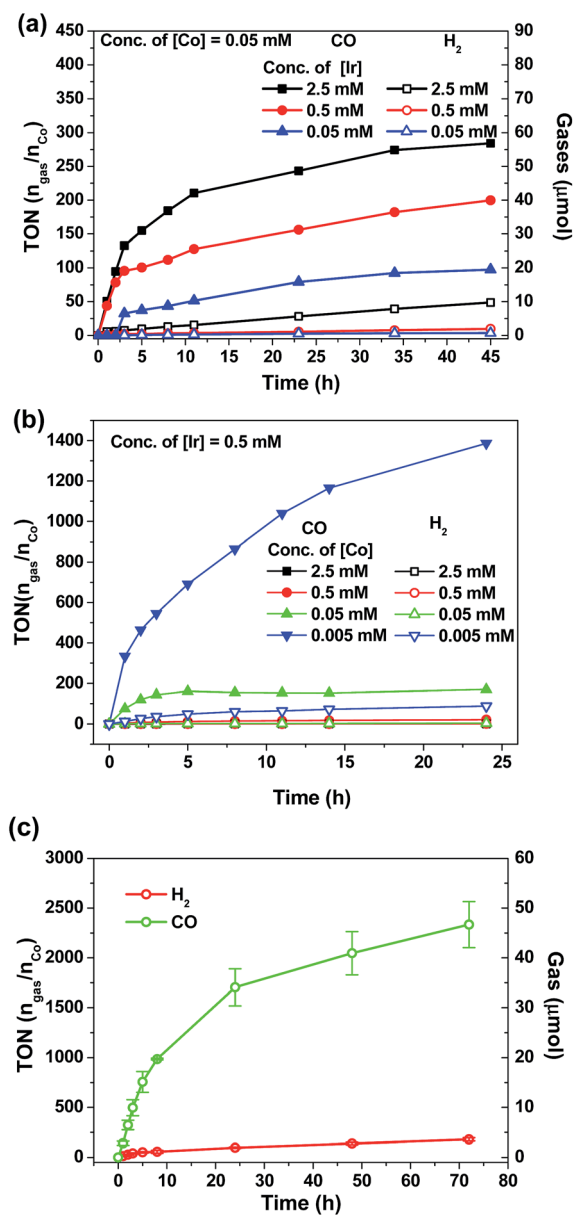 (a)
Conc. of [Co] = 0.05 mM CO H2
Conc. of [Ir]
2.5 mM 2.5 mM
0.5 mM 0.5 mM
0.05 mM 0.05 mM
450
400
350
300
250
200
150
100
50
0
TON (ngas/nCo)
90
80
70
60
50
40
30
20
10
0
Gases (μmol)
0 5 10 15 20 25 30 35 40 45
Time (h)
(b)
Conc. of [Ir] = 0.5 mM
CO H2
Conc. of [Co]
2.5 mM 2.5 mM
0.5 mM 0.5 mM
0.05 mM 0.05 mM
0.005 mM 0.005 mM
1400
1200
1000
800
600
400
200
0
TON(ngas/nCo)
0 5 10 15 20 25
Time (h)
(c)
H2
CO
3000
2500
2000
1500
1000
500
0
TON (ngas/nCo)
60
50
40
30
20
10
0
Gas (μmol)
0 10 20 30 40 50 60 70 80
Time (h)